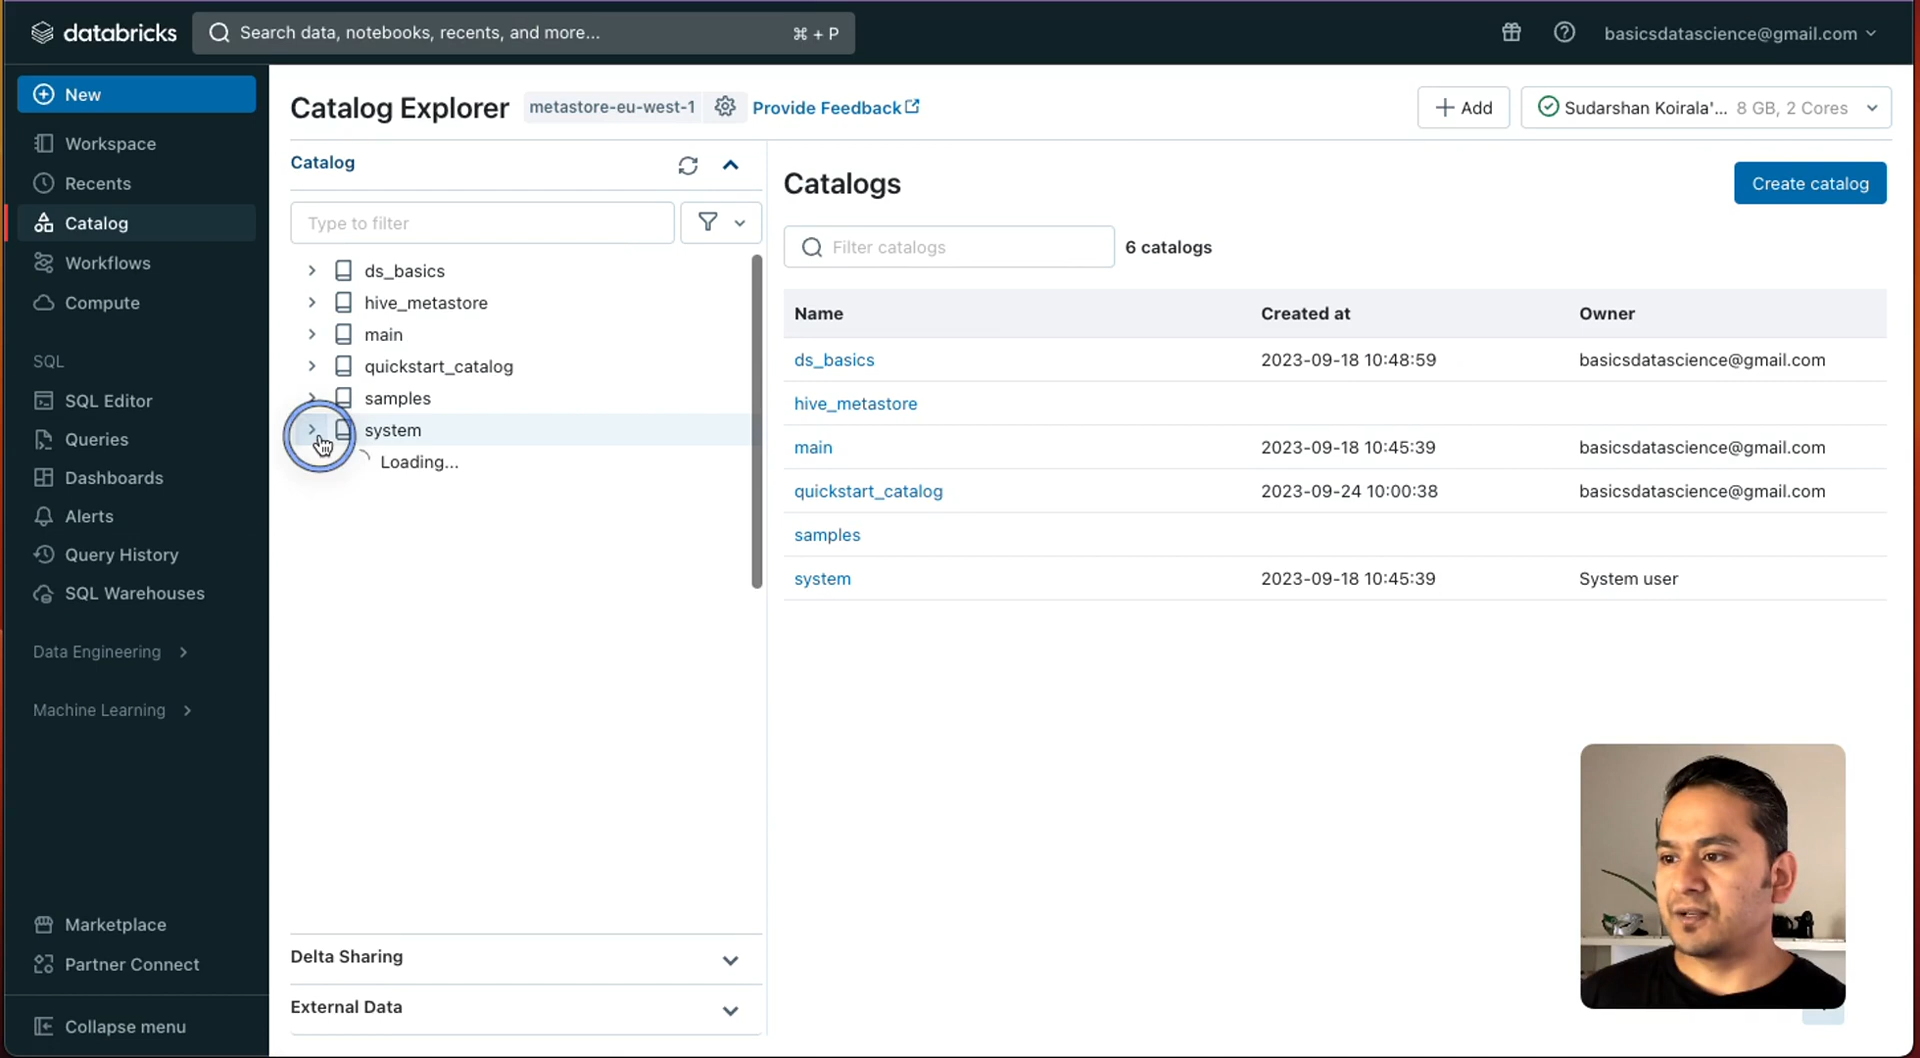 databricks
Search data, notebooks, recents, and more... ⌘ + P
basicsdatascience@gmail.com
New
Workspace
Recents
Catalog
Workflows
Compute
SQL
SQL Editor
Queries
Dashboards
Alerts
Query History
SQL Warehouses
Data Engineering
Machine Learning
Marketplace
Partner Connect
Collapse menu
Catalog Explorer metastore-eu-west-1 Provide Feedback
+ Add
Sudarshan Koirala'... 8 GB, 2 Cores
Catalog
Type to filter
ds_basics
hive_metastore
main
quickstart_catalog
samples
system
Loading...
Delta Sharing
External Data
Catalogs
Create catalog
Filter catalogs
6 catalogs
Name Created at Owner
ds_basics 2023-09-18 10:48:59 basicsdatascience@gmail.com
hive_metastore
main 2023-09-18 10:45:39 basicsdatascience@gmail.com
quickstart_catalog 2023-09-24 10:00:38 basicsdatascience@gmail.com
samples
system 2023-09-18 10:45:39 System user